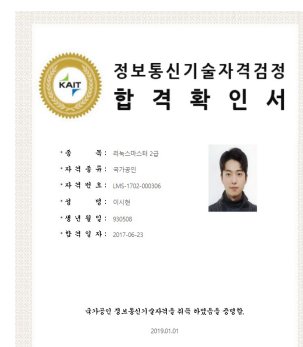 KAIT
정보통신기술자격검정
합격확인서
· 종 목 : 리눅스마스터 2급
· 자격종류 : 국가공인
· 자격번호 : LMS-1702-000306
· 성 명 : 이시현
· 생년월일 : 930508
· 합격일자 : 2017-06-23
국가공인 정보통신기술자격을 취득 하였음을 증명함.
2019.01.01